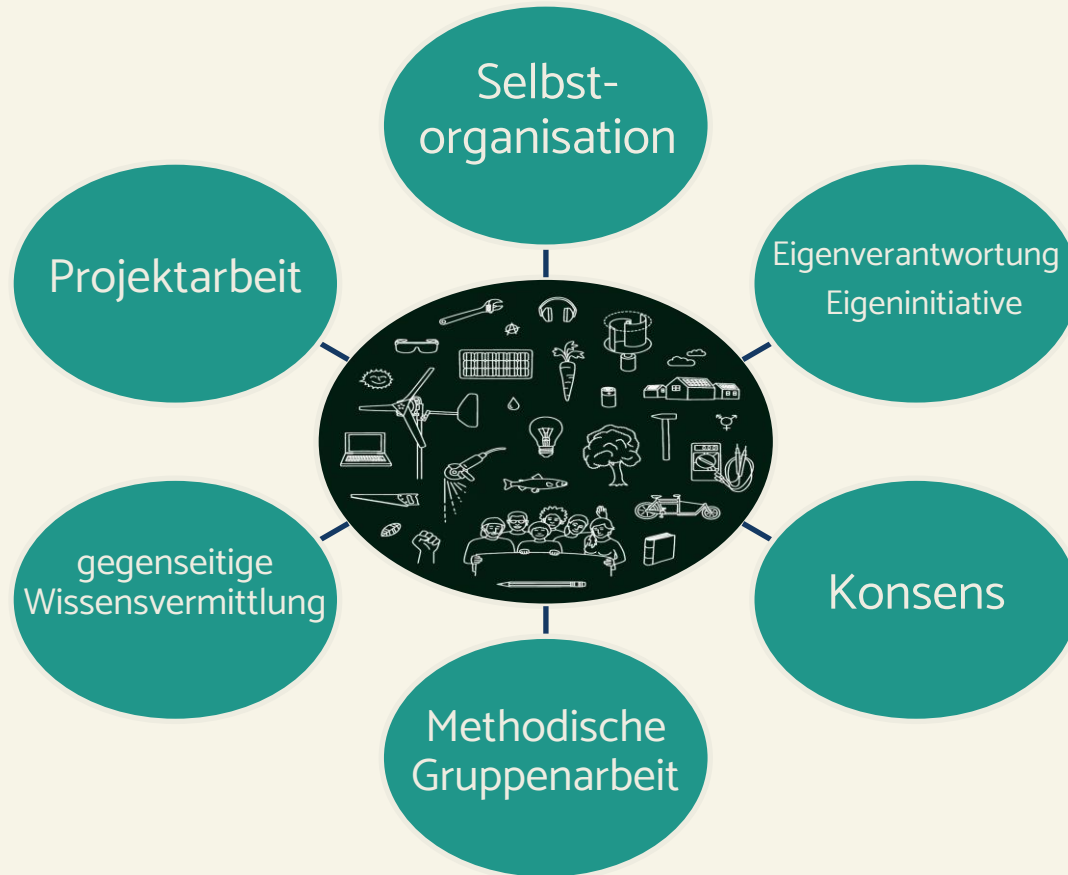 Selbst-
organisation
Eigenverantwortung
Eigeninitiative
Konsens
Methodische
Gruppenarbeit
gegenseitige
Wissensvermittlung
Projektarbeit